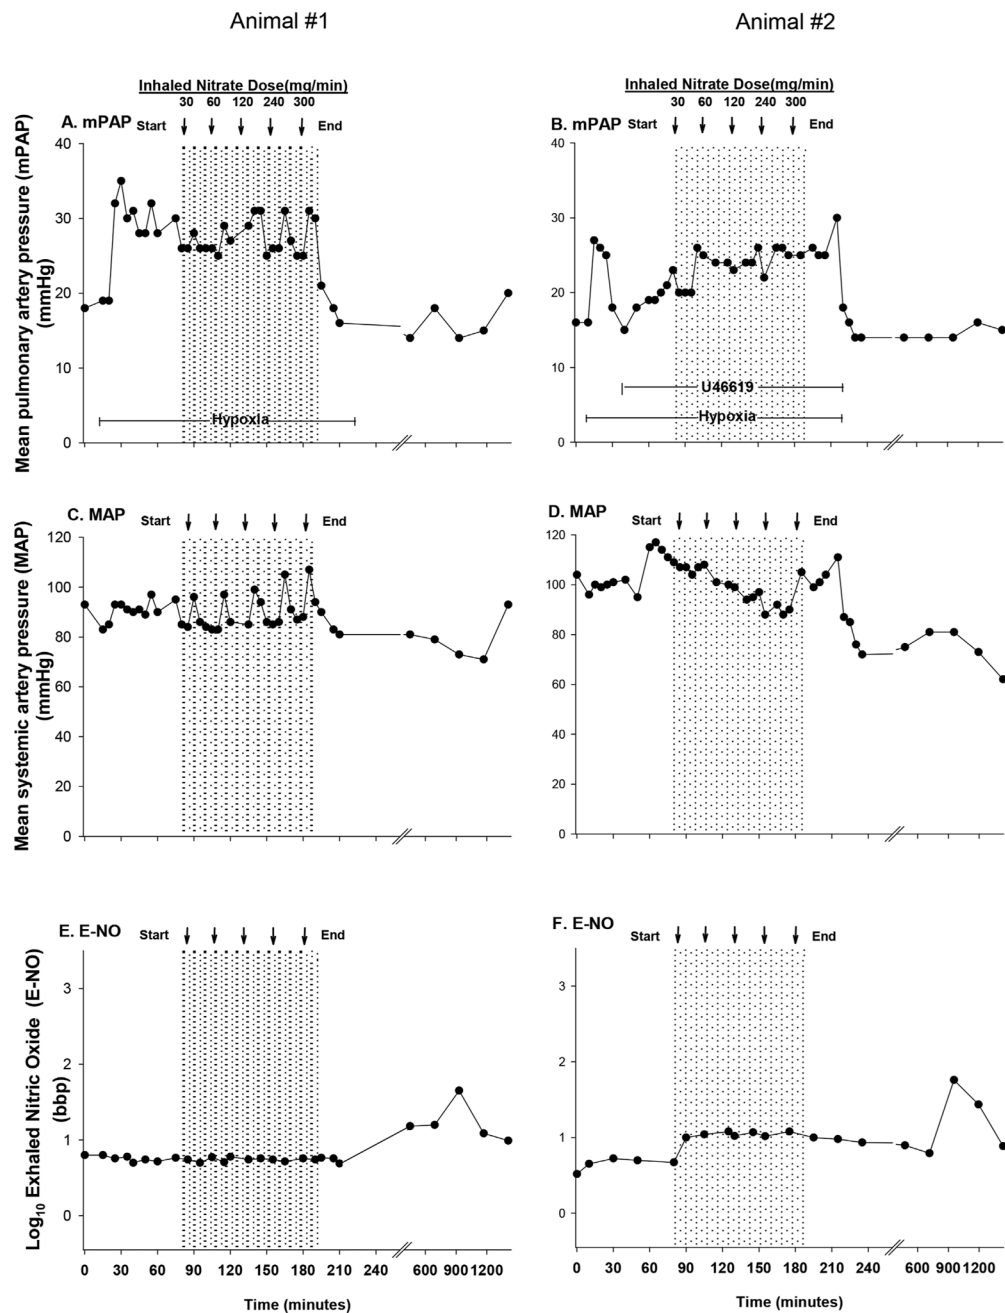 Animal #1
Animal #2
Inhaled Nitrate Dose(mg/min)
30 60 120 240 300
A. mPAP Start End
40
30
20
10
0
Hypoxia
Mean pulmonary artery pressure (mPAP)
(mmHg)
Inhaled Nitrate Dose(mg/min)
30 60 120 240 300
B. mPAP Start End
40
30
20
10
0
U46619
Hypoxia
C. MAP
Start End
120
100
80
60
40
20
0
Mean systemic artery pressure (MAP)
(mmHg)
D. MAP
Start End
120
100
80
60
40
20
0
E. E-NO
Start End
3
2
1
0
Log10 Exhaled Nitric Oxide (E-NO)
(bbp)
0 30 60 90 120 150 180 210 240 600 900 1200
Time (minutes)
F. E-NO
Start End
3
2
1
0
0 30 60 90 120 150 180 210 240 600 900 1200
Time (minutes)